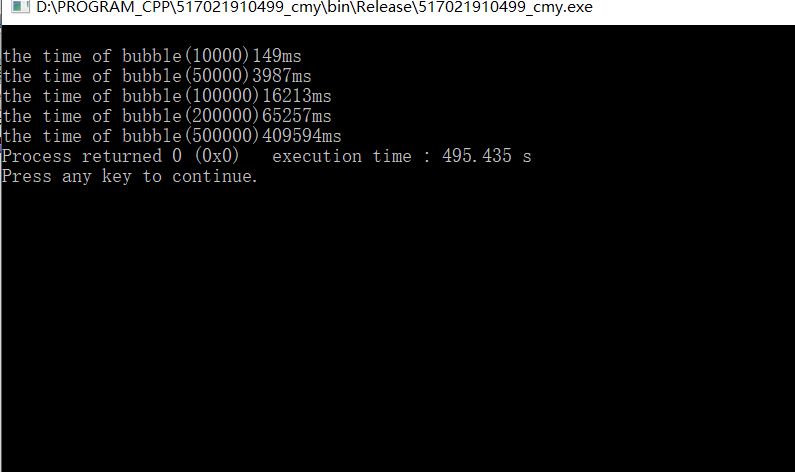 D:\PROGRAM_CPP\517021910499_cmy\bin\Release\517021910499_cmy.exe
the time of bubble(10000)149ms
the time of bubble(50000)3987ms
the time of bubble(100000)16213ms
the time of bubble(200000)65257ms
the time of bubble(500000)409594ms
Process returned 0 (0x0)   execution time : 495.435 s
Press any key to continue.